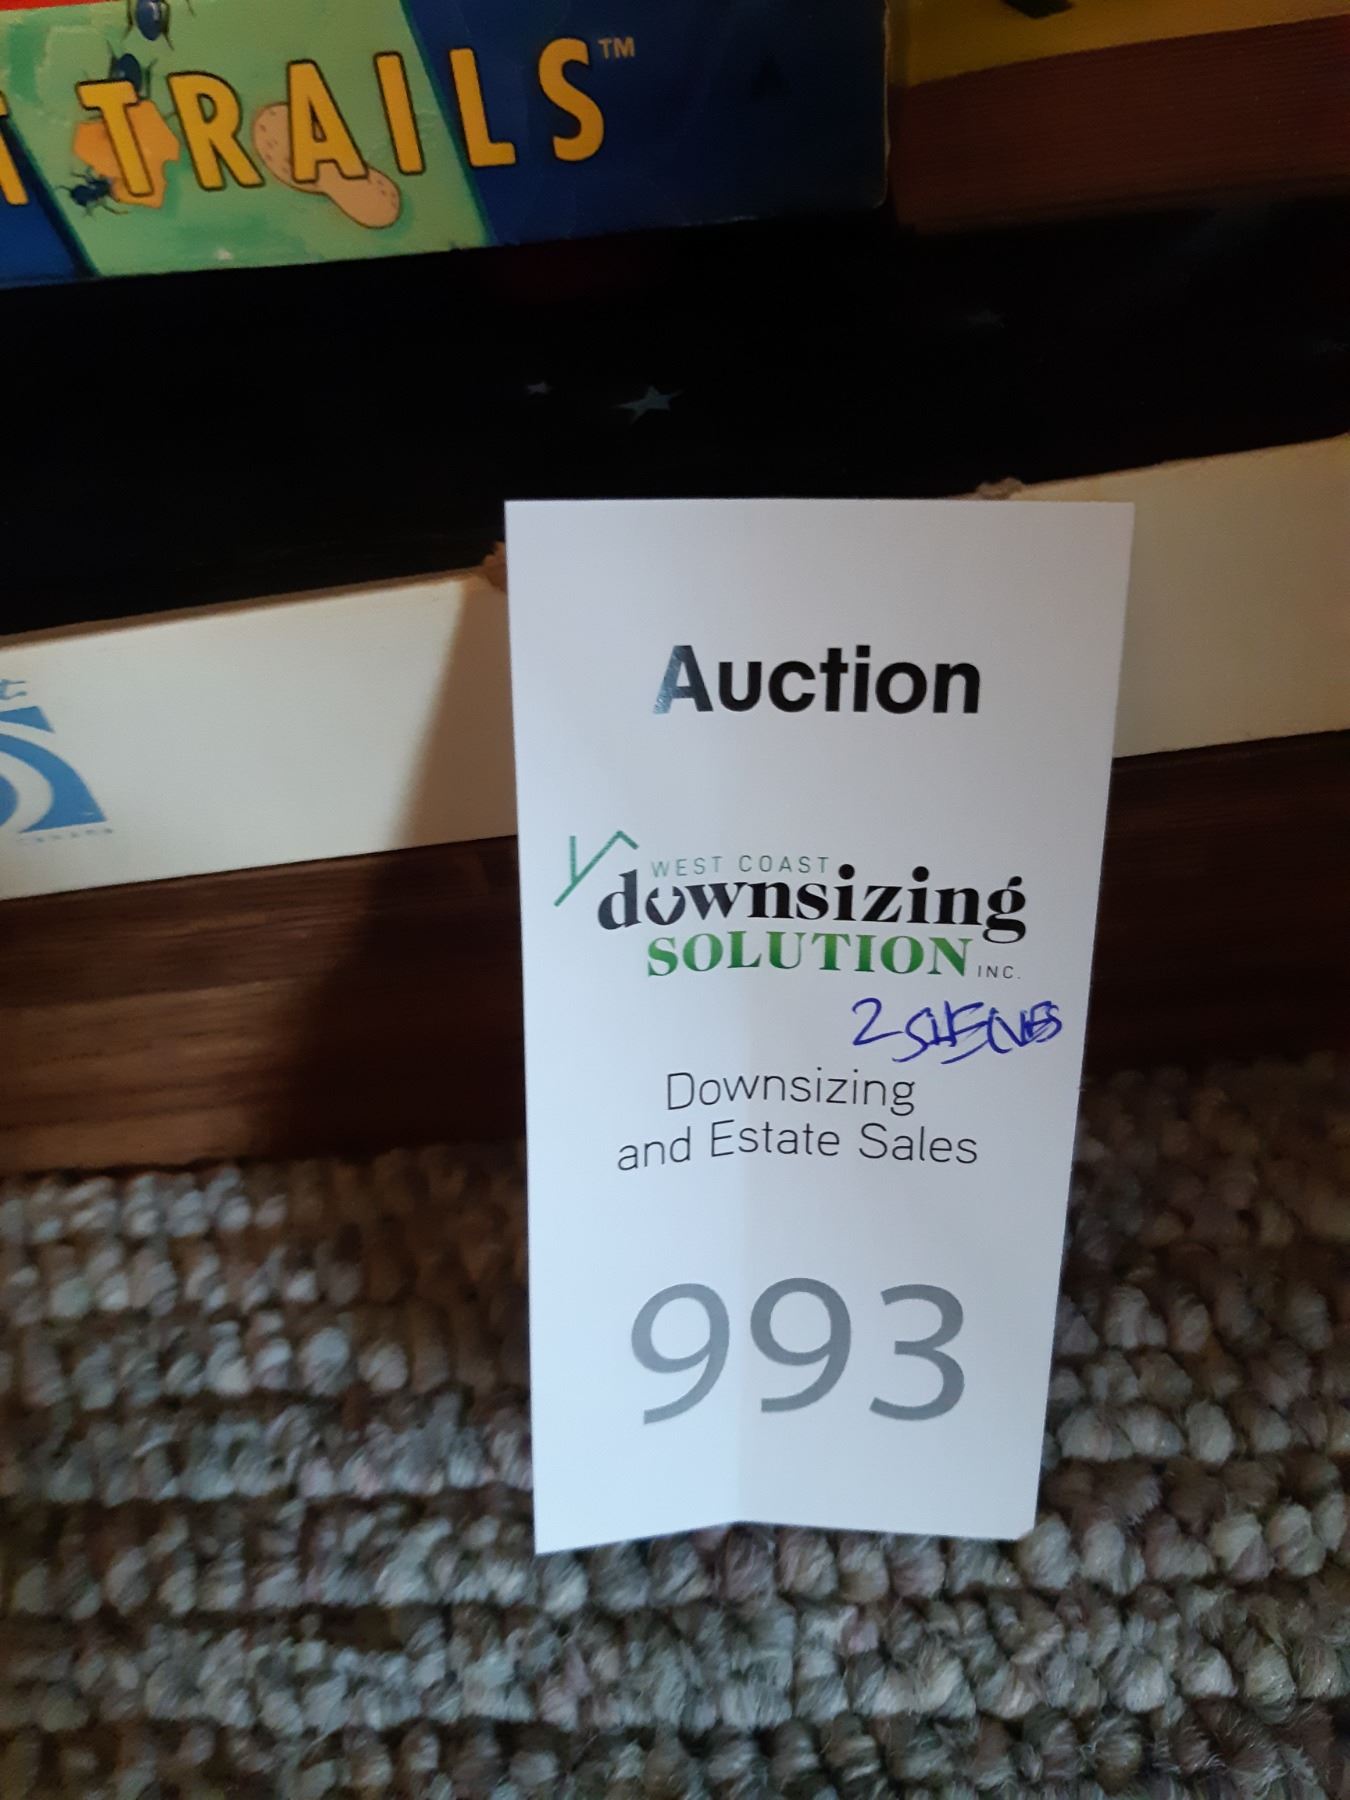 TRAILS™
Auction
WEST COAST
downsizing
SOLUTION INC.
2 SHELVES
Downsizing
and Estate Sales
993